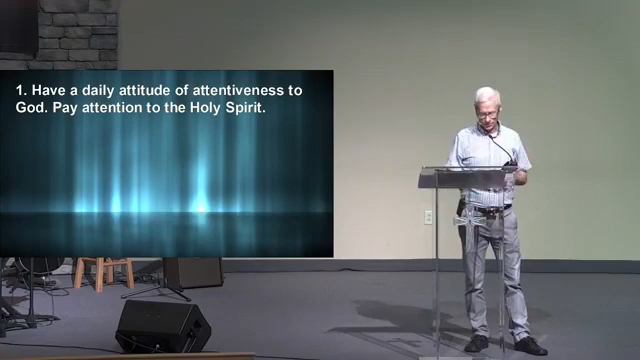 1. Have a daily attitude of attentiveness to
God. Pay attention to the Holy Spirit.